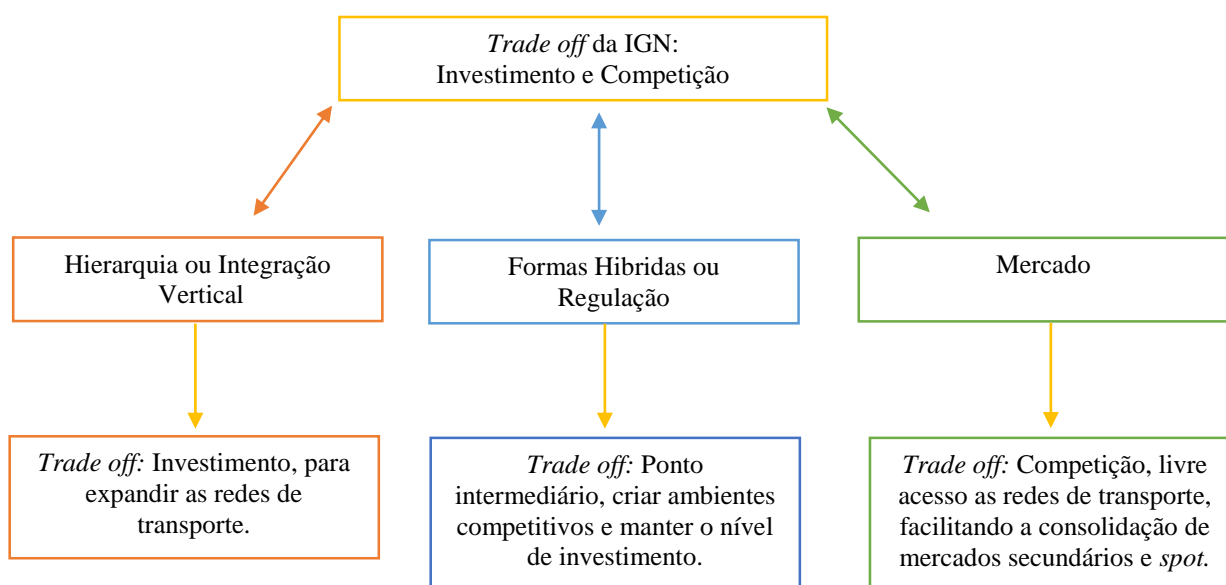 Trade off da IGN:
Investimento e Competição
Hierarquia ou Integração
Vertical
Formas Hibridas ou
Regulação
Mercado
Trade off: Investimento, para
expandir as redes de
transporte.
Trade off: Ponto
intermediário, criar ambientes
competitivos e manter o nível
de investimento.
Trade off: Competição, livre
acesso as redes de transporte,
facilitando a consolidação de
mercados secundários e spot.